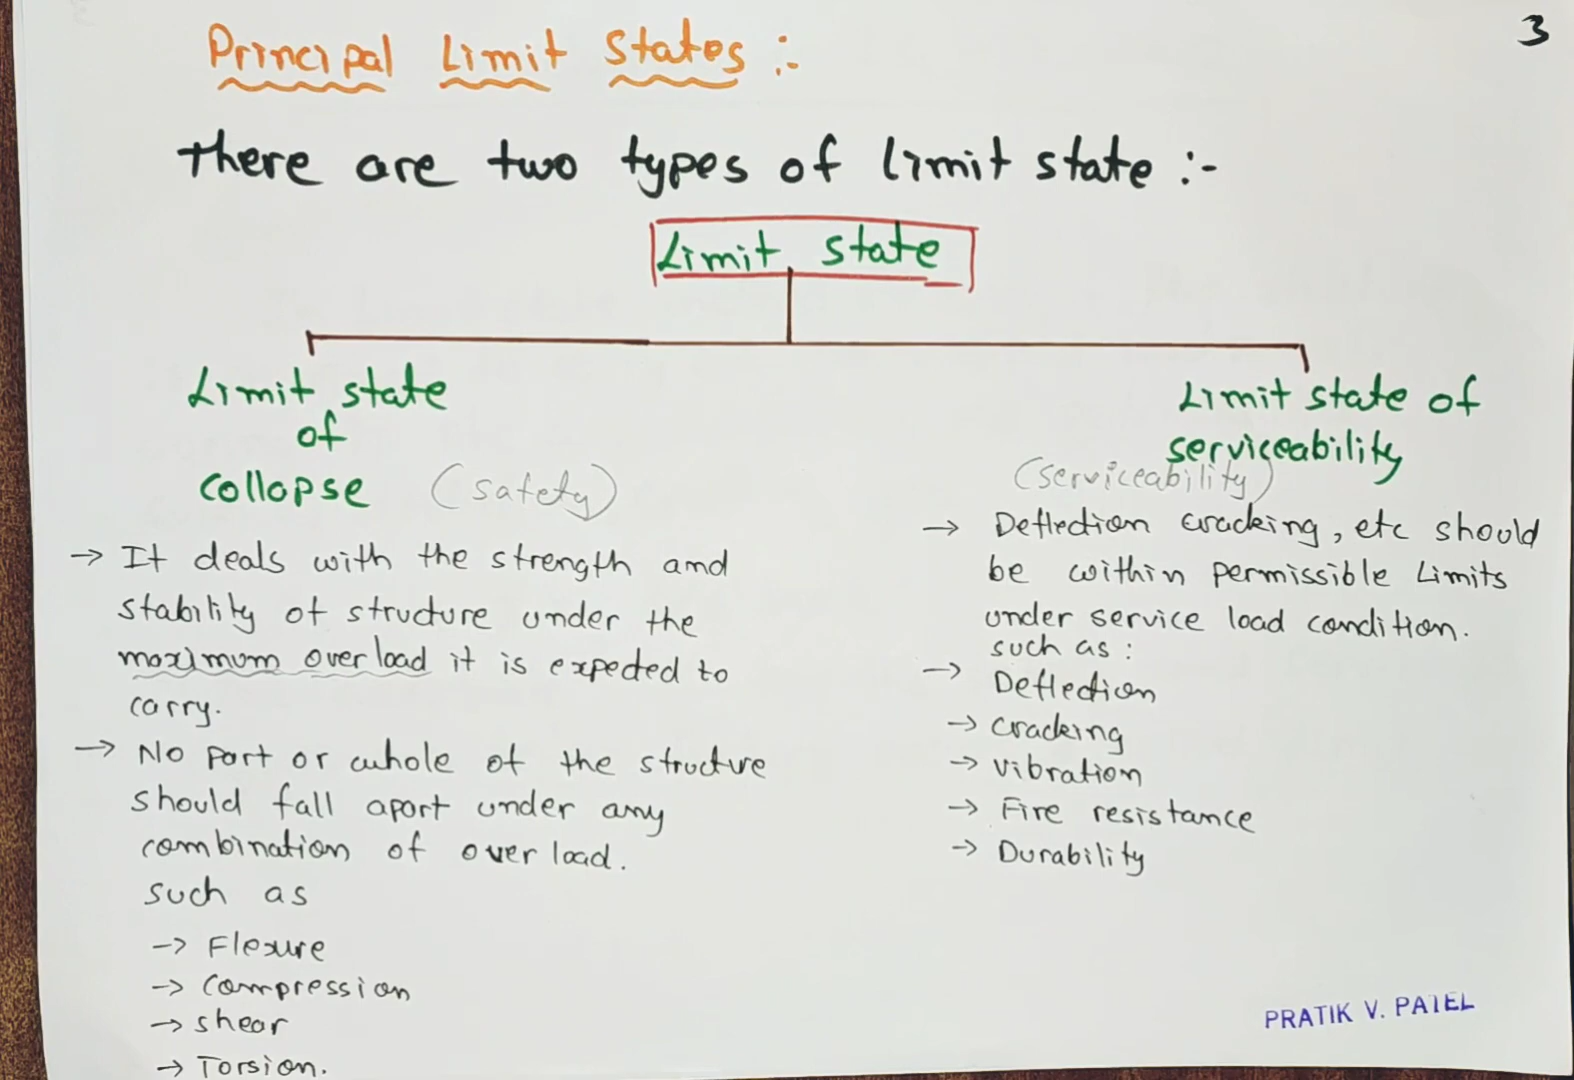 3
Principal Limit States :-
There are two types of limit state :-
Limit state
Limit state
of
collapse (safety)
→ It deals with the strength and
stability of structure under the
maximum over load it is expected to
carry.
→ No part or whole of the structure
should fall apart under any
combination of over load.
such as
→ Flexure
→ Compression
→ shear
→ Torsion.
Limit state of
serviceability
(serviceability)
→ Deflection cracking, etc should
be within permissible Limits
under service load condition.
such as :
→ Deflection
→ cracking
→ vibration
→ Fire resistance
→ Durability
PRATIK V. PATEL